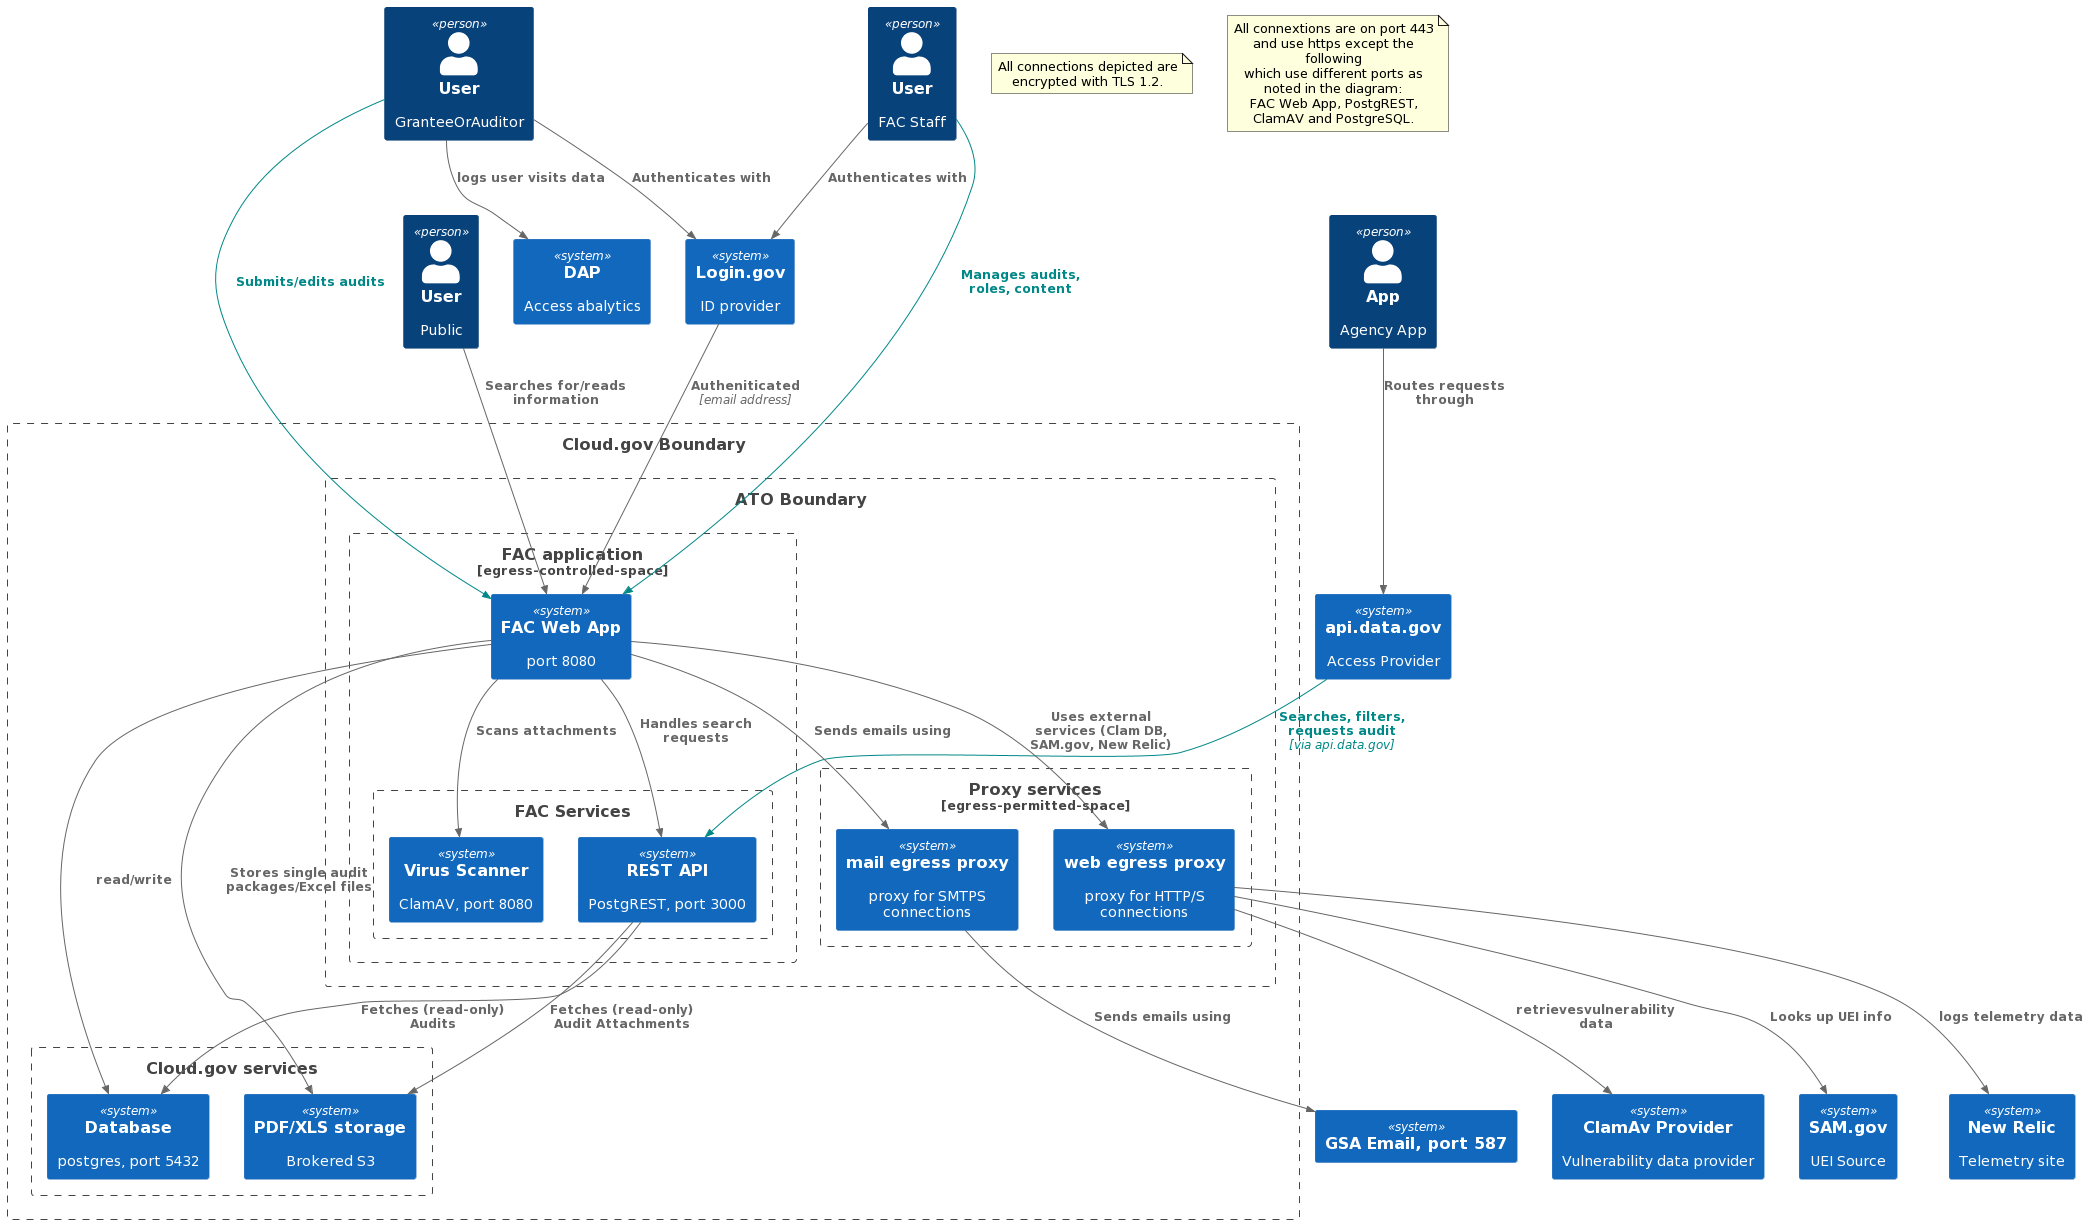 «person»
User
GranteeOrAuditor
«person»
User
FAC Staff
All connections depicted are
encrypted with TLS 1.2.
All connextions are on port 443
and use https except the
following
which use different ports as
noted in the diagram:
FAC Web App, PostgREST,
ClamAV and PostgreSQL.
logs user visits data
Authenticates with
Authenticates with
«person»
User
Public
«system»
DAP
Access abalytics
«system»
Login.gov
ID provider
«person»
App
Agency App
Submits/edits audits
Manages audits,
roles, content
Searches for/reads
information
Autheniticated
[email address]
Routes requests
through
Cloud.gov Boundary
ATO Boundary
FAC application
[egress-controlled-space]
«system»
FAC Web App
port 8080
«system»
api.data.gov
Access Provider
Scans attachments
Handles search
requests
Sends emails using
Uses external
services (Clam DB,
SAM.gov, New Relic)
Searches, filters,
requests audit
[via api.data.gov]
FAC Services
Proxy services
[egress-permitted-space]
read/write
Stores single audit
packages/Excel files
«system»
Virus Scanner
ClamAV, port 8080
«system»
REST API
PostgREST, port 3000
«system»
mail egress proxy
proxy for SMTPS
connections
«system»
web egress proxy
proxy for HTTP/S
connections
Fetches (read-only)
Audits
Fetches (read-only)
Audit Attachments
Sends emails using
retrievesvulnerability
data
Looks up UEI info
logs telemetry data
Cloud.gov services
«system»
Database
postgres, port 5432
«system»
PDF/XLS storage
Brokered S3
«system»
GSA Email, port 587
«system»
ClamAv Provider
Vulnerability data provider
«system»
SAM.gov
UEI Source
«system»
New Relic
Telemetry site